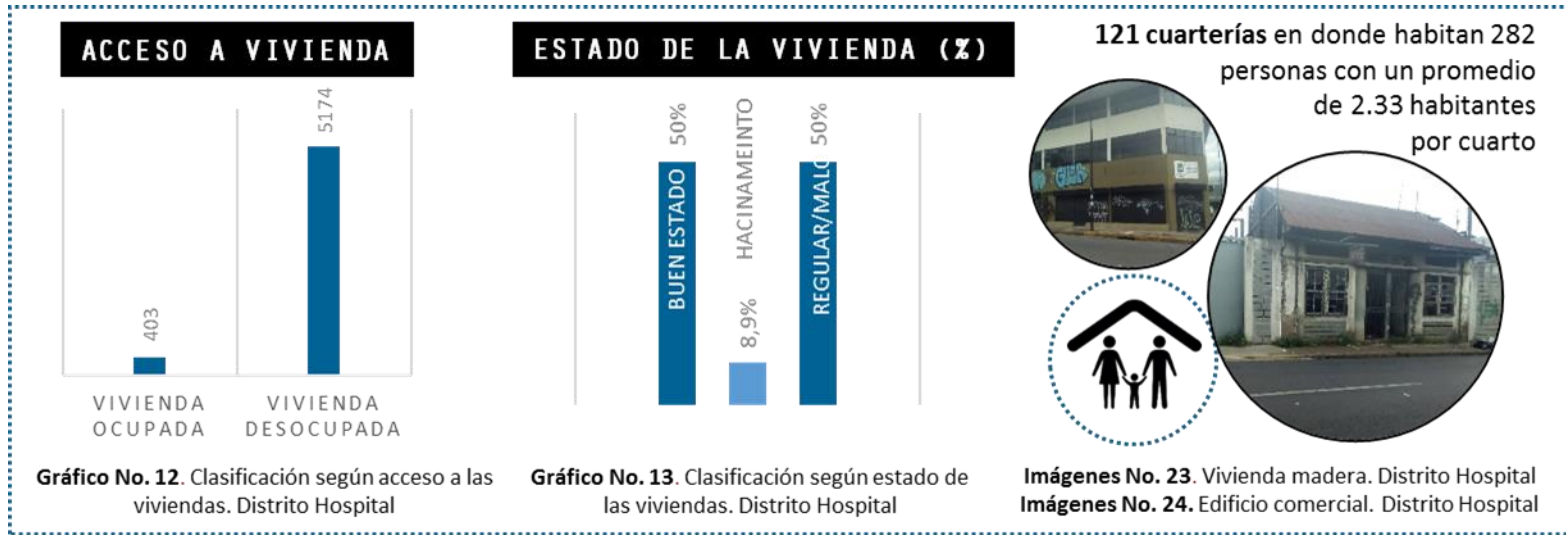 ACCESO A VIVIENDA
5174
403
VIVIENDA
OCUPADA
VIVIENDA
DESOCUPADA
Gráfico No. 12. Clasificación según acceso a las
viviendas. Distrito Hospital
ESTADO DE LA VIVIENDA (%)
50%
BUEN ESTADO
HACINAMEINTO
8,9%
50%
REGULAR/MALO
Gráfico No. 13. Clasificación según estado de
las viviendas. Distrito Hospital
121 cuarterías en donde habitan 282
personas con un promedio
de 2.33 habitantes
por cuarto
Imágenes No. 23. Vivienda madera. Distrito Hospital
Imágenes No. 24. Edificio comercial. Distrito Hospital